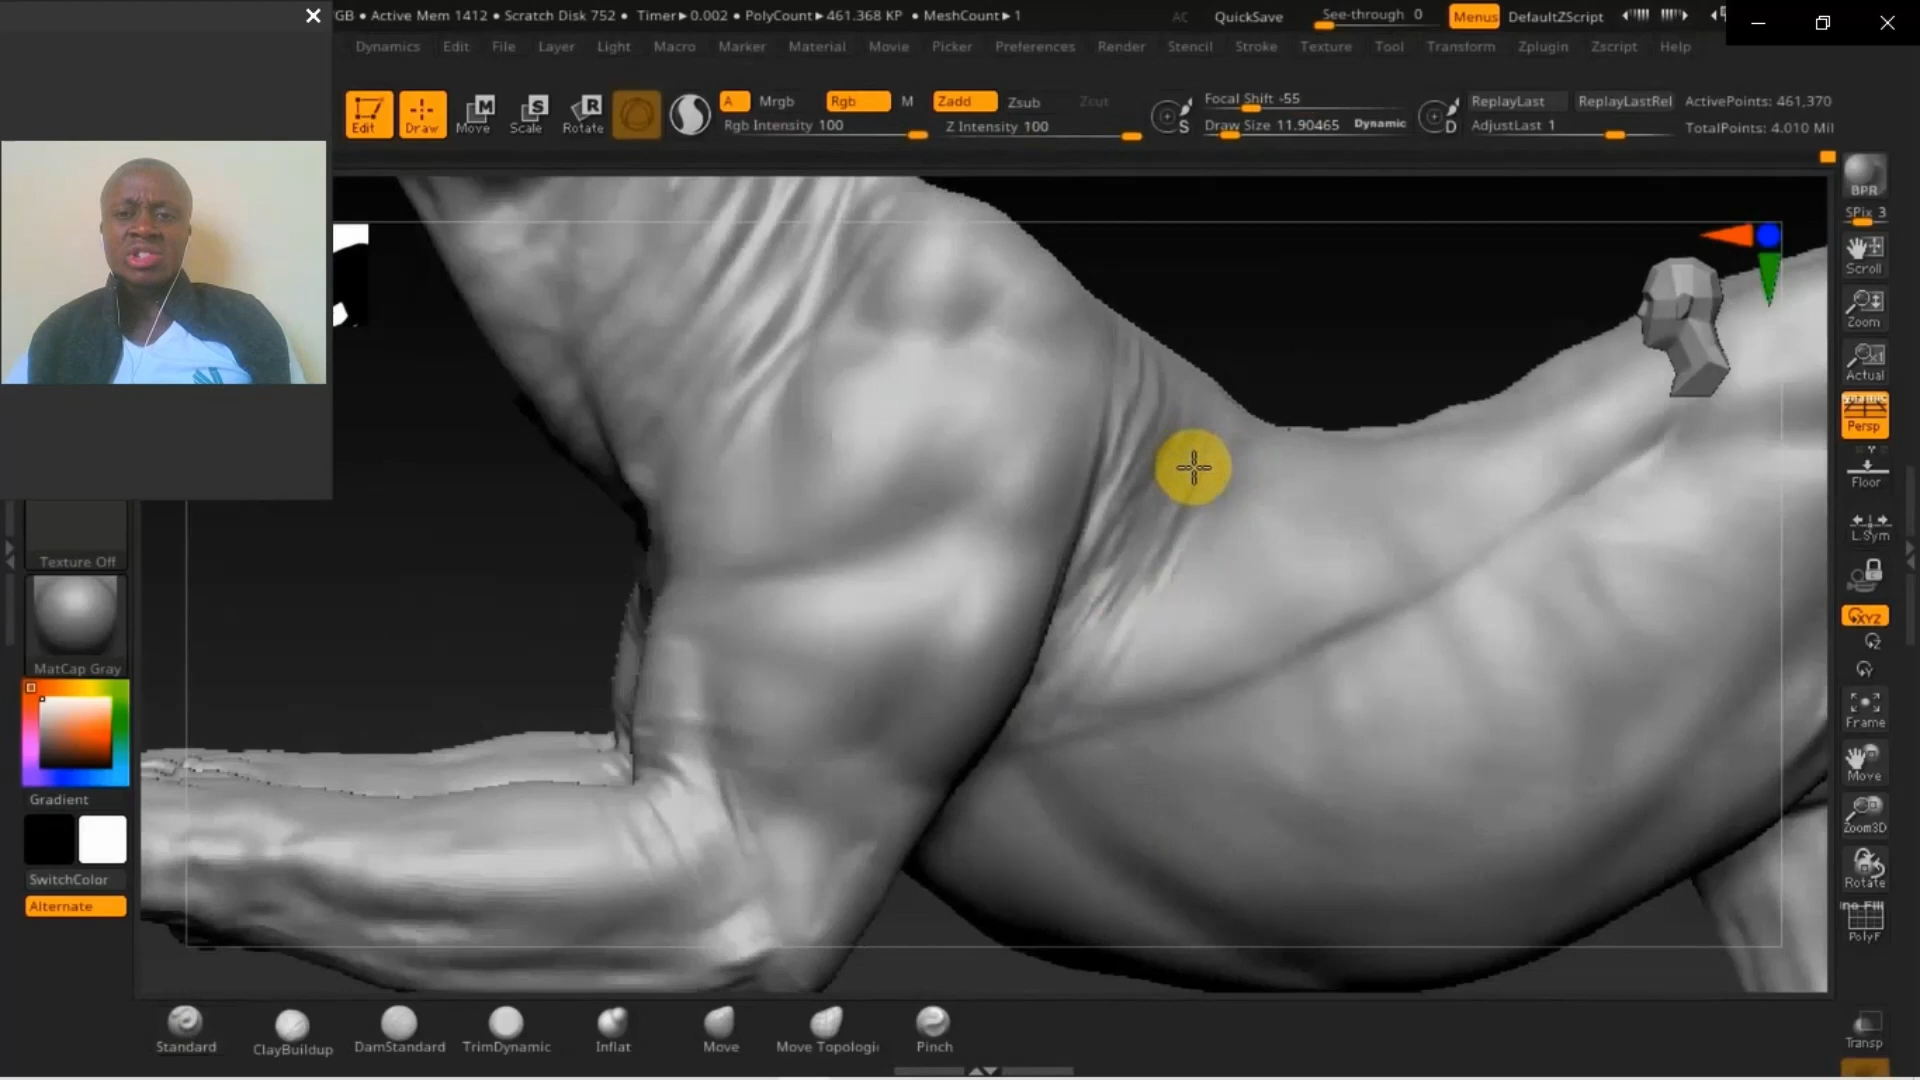 GB • Active Mem 1412 • Scratch Disk 752 • Timer▶0.002 • PolyCount▶461.368 KP • MeshCount▶1
AC QuickSave See-through 0 Menus DefaultZScript
Dynamics Edit File Layer Light Macro Marker Material Movie Picker Preferences Render Stencil Stroke Texture Tool Transform Zplugin Zscript Help
Edit Draw Move Scale Rotate
A Mrgb Rgb M Zadd Zsub Zcut
Rgb Intensity 100 Z Intensity 100
Focal Shift -55
Draw Size 11.90465 Dynamic
ReplayLast ReplayLastRel ActivePoints: 461,370
AdjustLast 1 TotalPoints: 4.010 Mil
BPR
SPix 3
Scroll
Zoom
Actual
Persp
Floor
L.Sym
XYZ
Frame
Move
Zoom3D
Rotate
PolyF
Transp
Texture Off
MatCap Gray
Gradient
SwitchColor
Alternate
Standard ClayBuildup DamStandard TrimDynamic Inflat Move Move Topologi Pinch